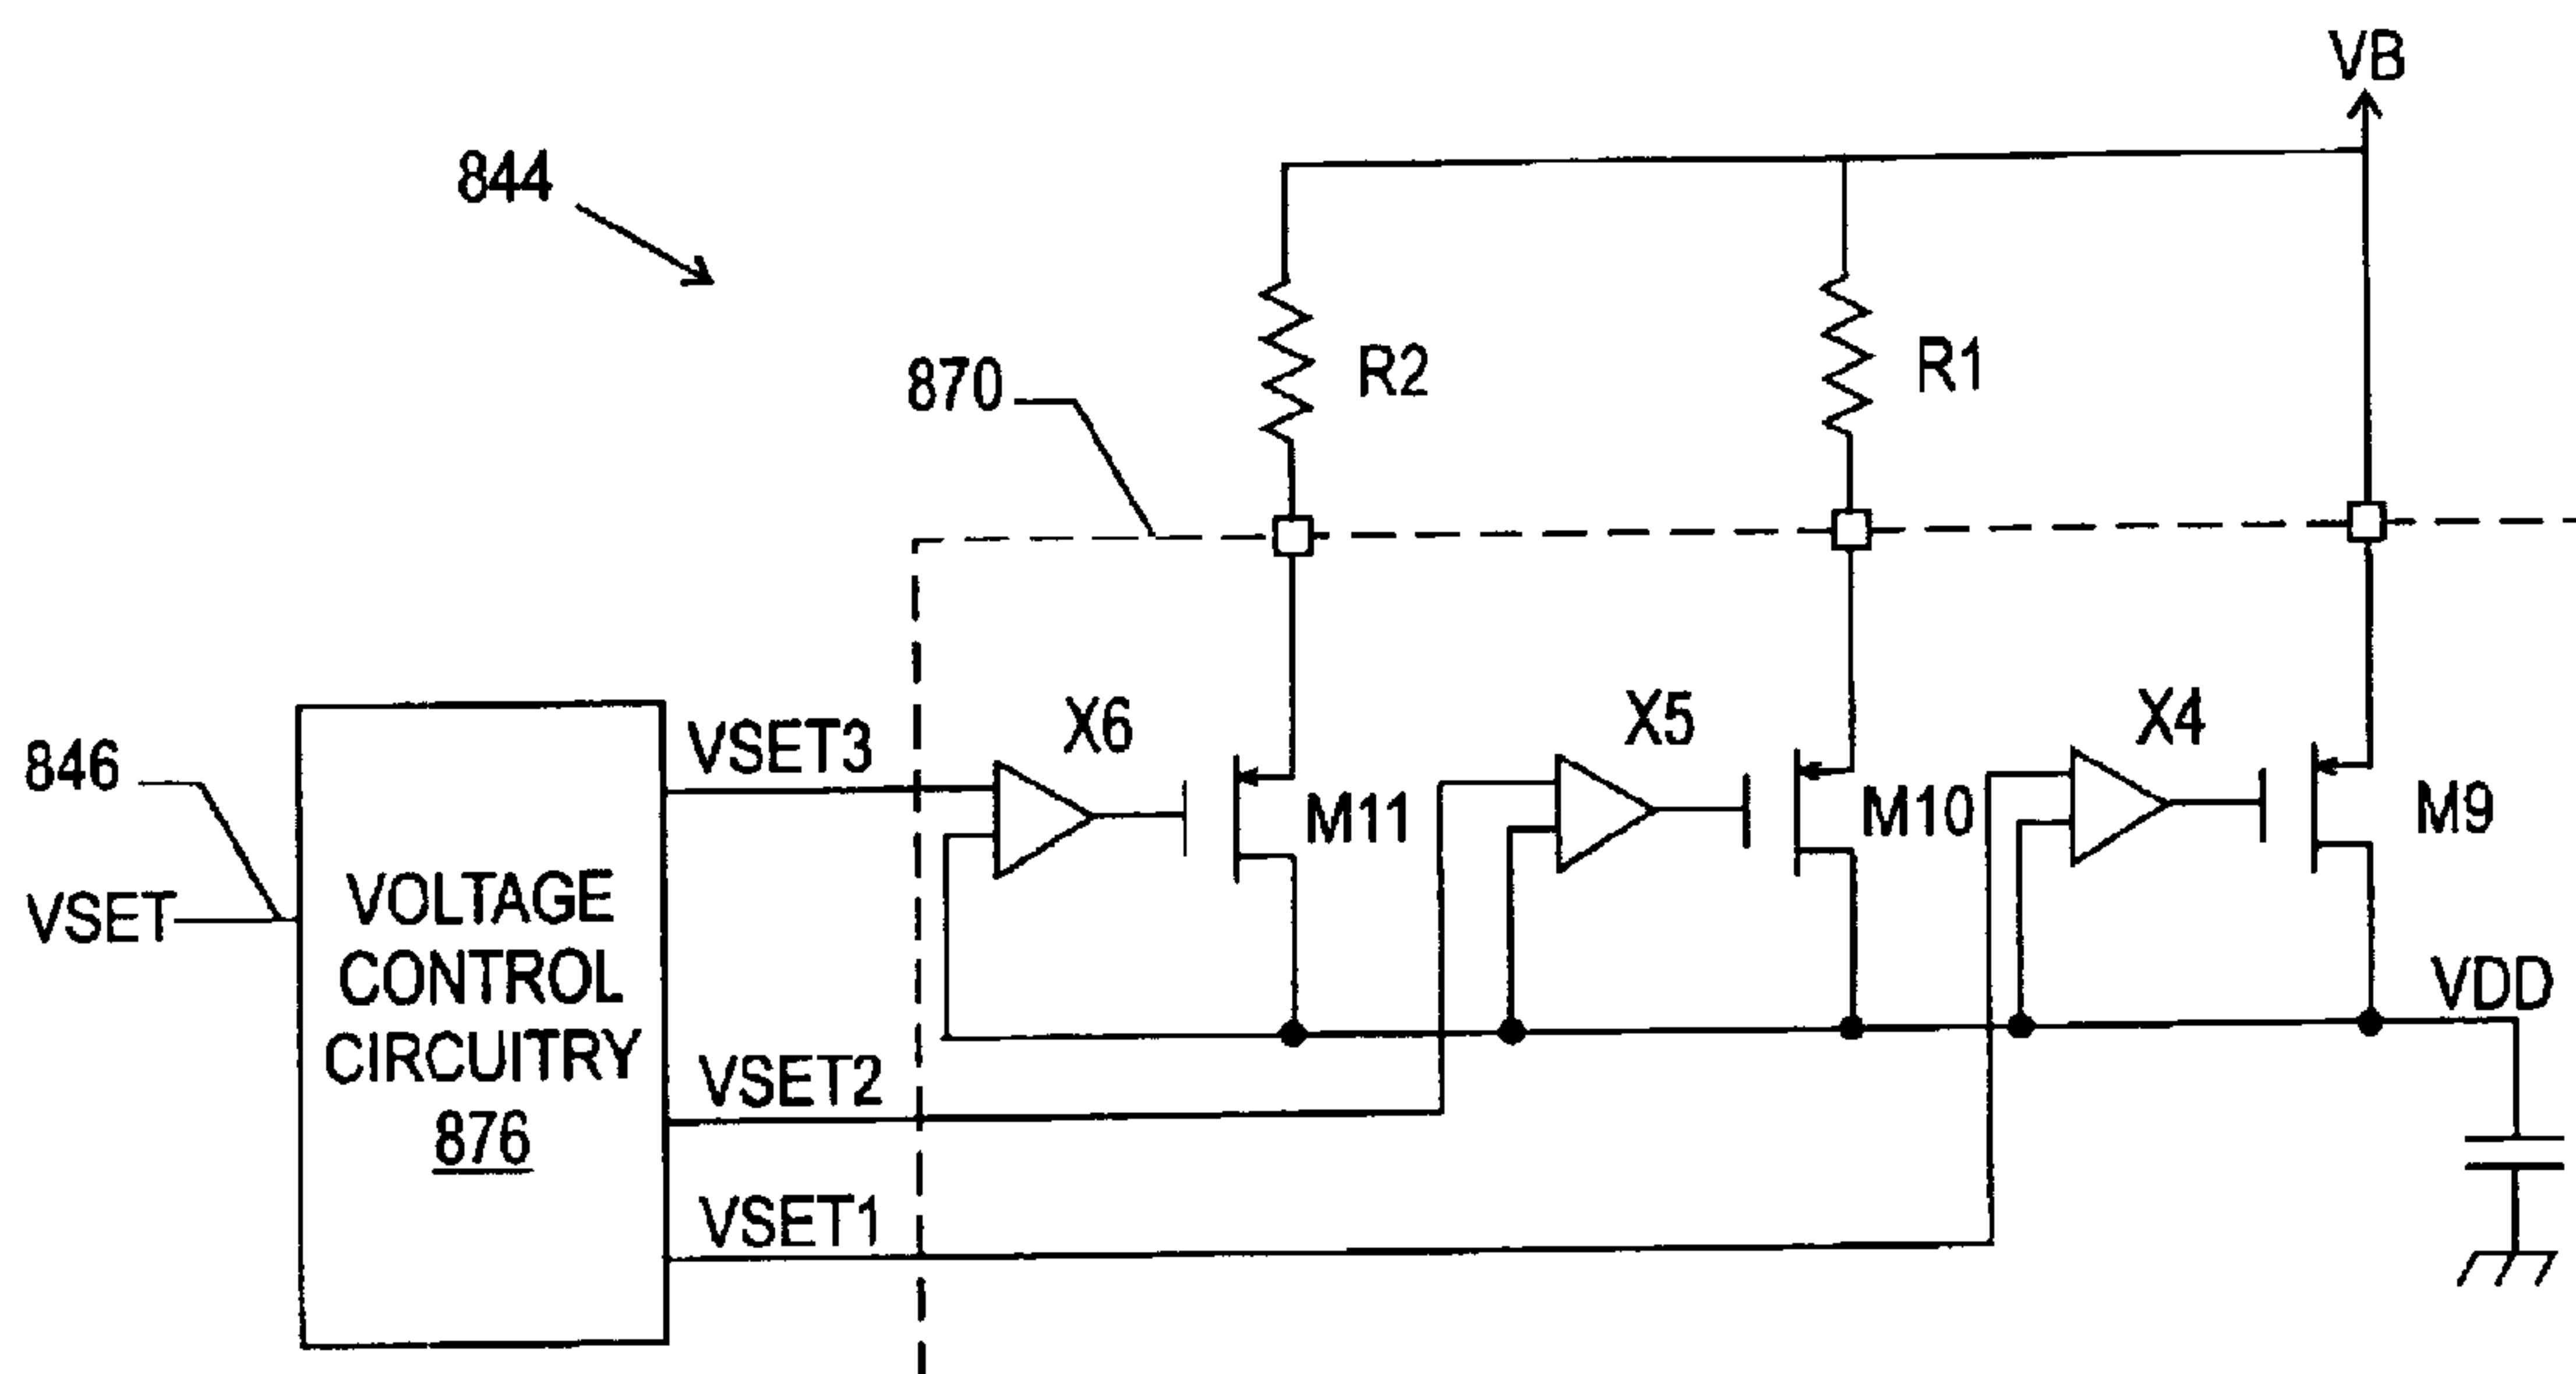 VB
844
870
R2
R1
846
VSET
VOLTAGE
CONTROL
CIRCUITRY
876
VSET3
X6
M11
X5
M10
X4
M9
VDD
VSET2
VSET1